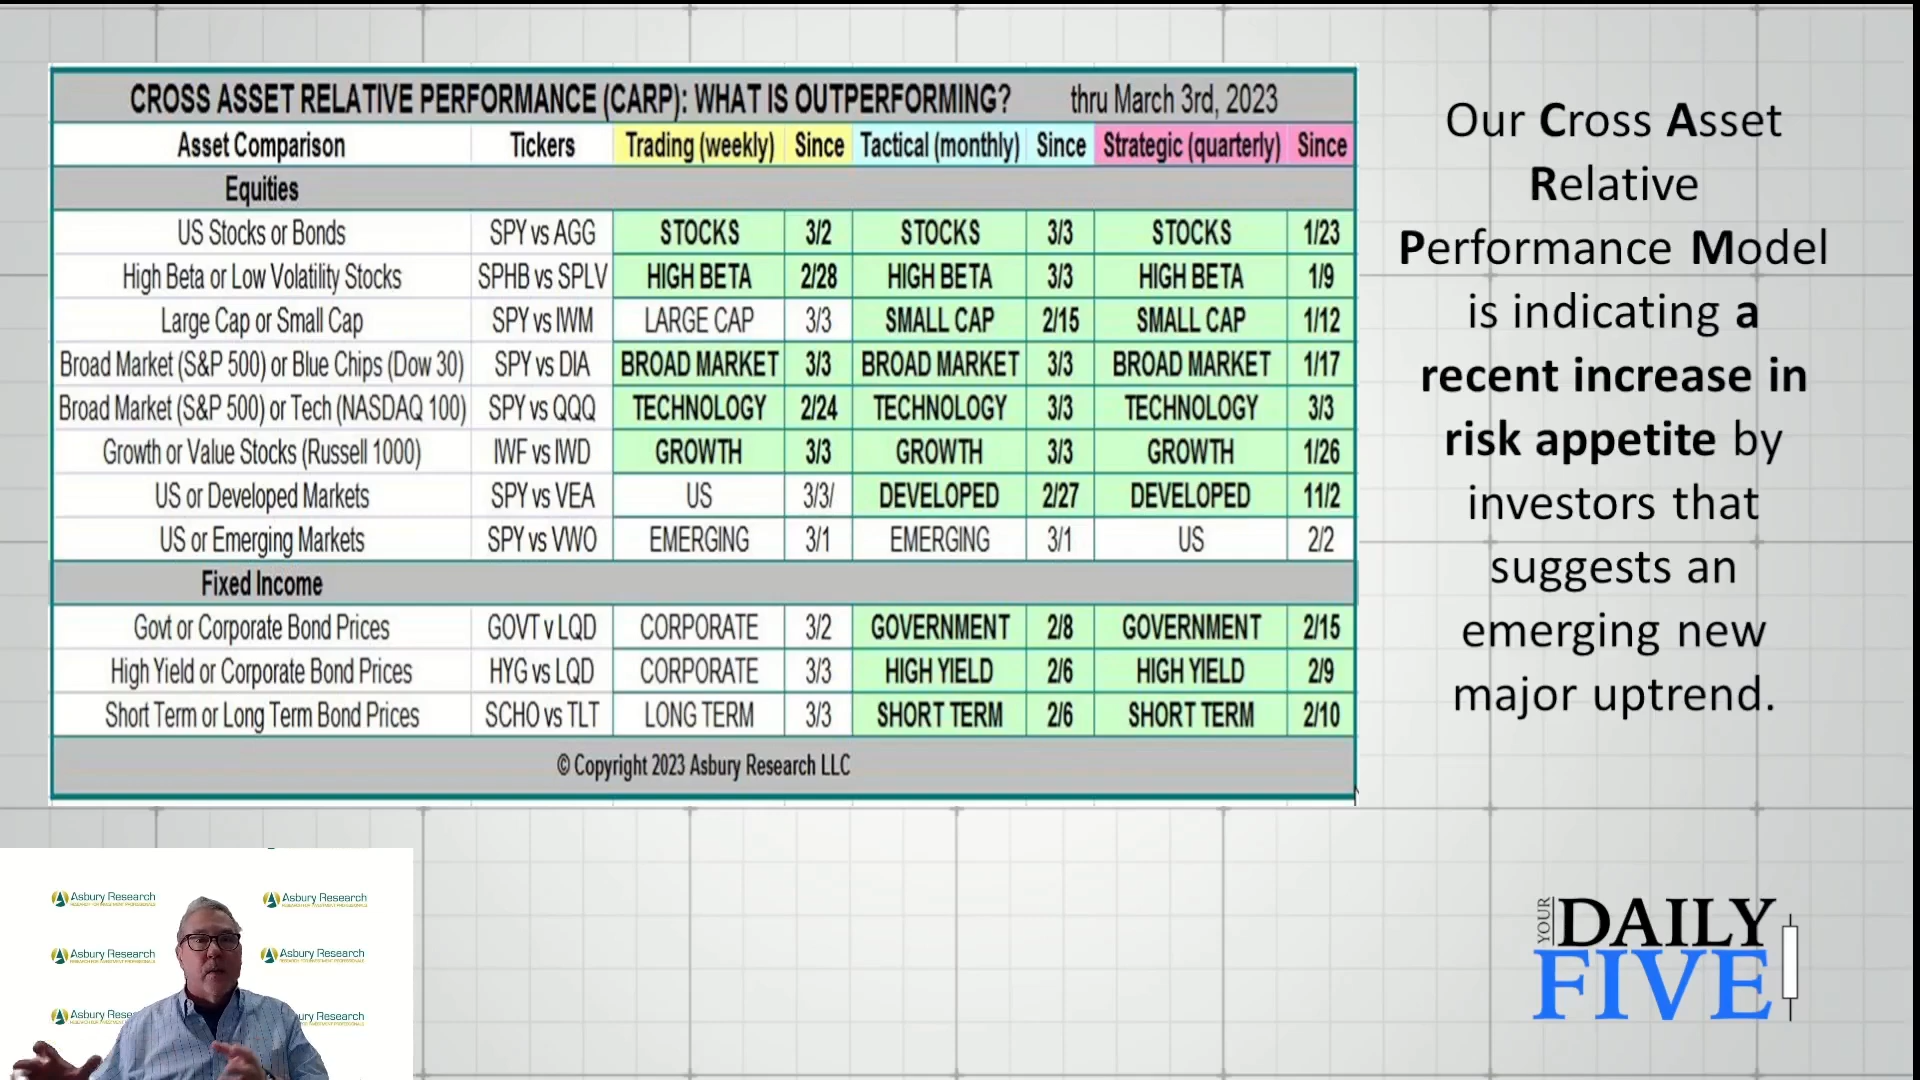 CROSS ASSET RELATIVE PERFORMANCE (CARP): WHAT IS OUTPERFORMING? thru March 3rd, 2023
Asset Comparison Tickers Trading (weekly) Since Tactical (monthly) Since Strategic (quarterly) Since
Equities
US Stocks or Bonds SPY vs AGG STOCKS 3/2 STOCKS 3/3 STOCKS 1/23
High Beta or Low Volatility Stocks SPHB vs SPLV HIGH BETA 2/28 HIGH BETA 3/3 HIGH BETA 1/9
Large Cap or Small Cap SPY vs IWM LARGE CAP 3/3 SMALL CAP 2/15 SMALL CAP 1/12
Broad Market (S&P 500) or Blue Chips (Dow 30) SPY vs DIA BROAD MARKET 3/3 BROAD MARKET 3/3 BROAD MARKET 1/17
Broad Market (S&P 500) or Tech (NASDAQ 100) SPY vs QQQ TECHNOLOGY 2/24 TECHNOLOGY 3/3 TECHNOLOGY 3/3
Growth or Value Stocks (Russell 1000) IWF vs IWD GROWTH 3/3 GROWTH 3/3 GROWTH 1/26
US or Developed Markets SPY vs VEA US 3/3/ DEVELOPED 2/27 DEVELOPED 11/2
US or Emerging Markets SPY vs VWO EMERGING 3/1 EMERGING 3/1 US 2/2
Fixed Income
Govt or Corporate Bond Prices GOVT v LQD CORPORATE 3/2 GOVERNMENT 2/8 GOVERNMENT 2/15
High Yield or Corporate Bond Prices HYG vs LQD CORPORATE 3/3 HIGH YIELD 2/6 HIGH YIELD 2/9
Short Term or Long Term Bond Prices SCHO vs TLT LONG TERM 3/3 SHORT TERM 2/6 SHORT TERM 2/10
© Copyright 2023 Asbury Research LLC
Our Cross Asset
Relative
Performance Model
is indicating a
recent increase in
risk appetite by
investors that
suggests an
emerging new
major uptrend.
Asbury Research
Asbury Research
Asbury Research
Asbury Research
Asbury Resea
ury Research
YOUR
DAILY
FIVE